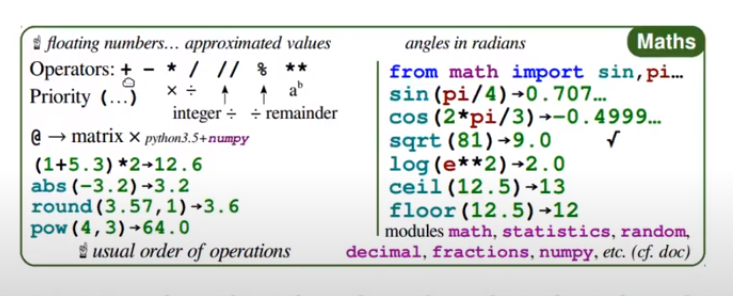 Maths
☝ floating numbers… approximated values
Operators: + - * / // % **
Priority (…) × ÷ ↑ ↑ aᵇ
integer ÷ ÷ remainder
@ → matrix × python3.5+numpy
(1+5.3)*2→12.6
abs(-3.2)→3.2
round(3.57,1)→3.6
pow(4,3)→64.0
☝ usual order of operations
angles in radians
from math import sin,pi…
sin(pi/4)→0.707…
cos(2*pi/3)→-0.4999…
sqrt(81)→9.0 √
log(e**2)→2.0
ceil(12.5)→13
floor(12.5)→12
modules math, statistics, random,
decimal, fractions, numpy, etc. (cf. doc)